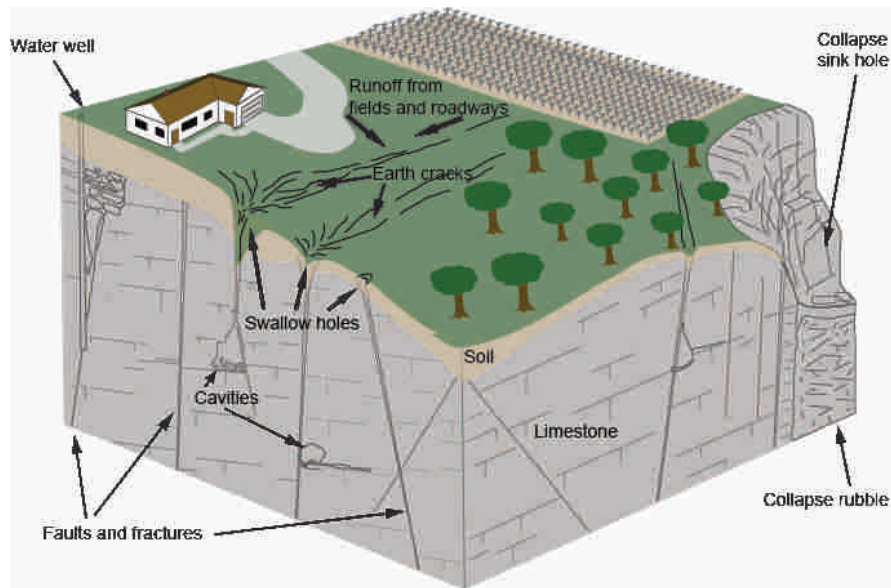 Water well
Collapse
sink hole
Runoff from
fields and roadways
Earth cracks
Swallow holes
Soil
Cavities
Limestone
Collapse rubble
Faults and fractures